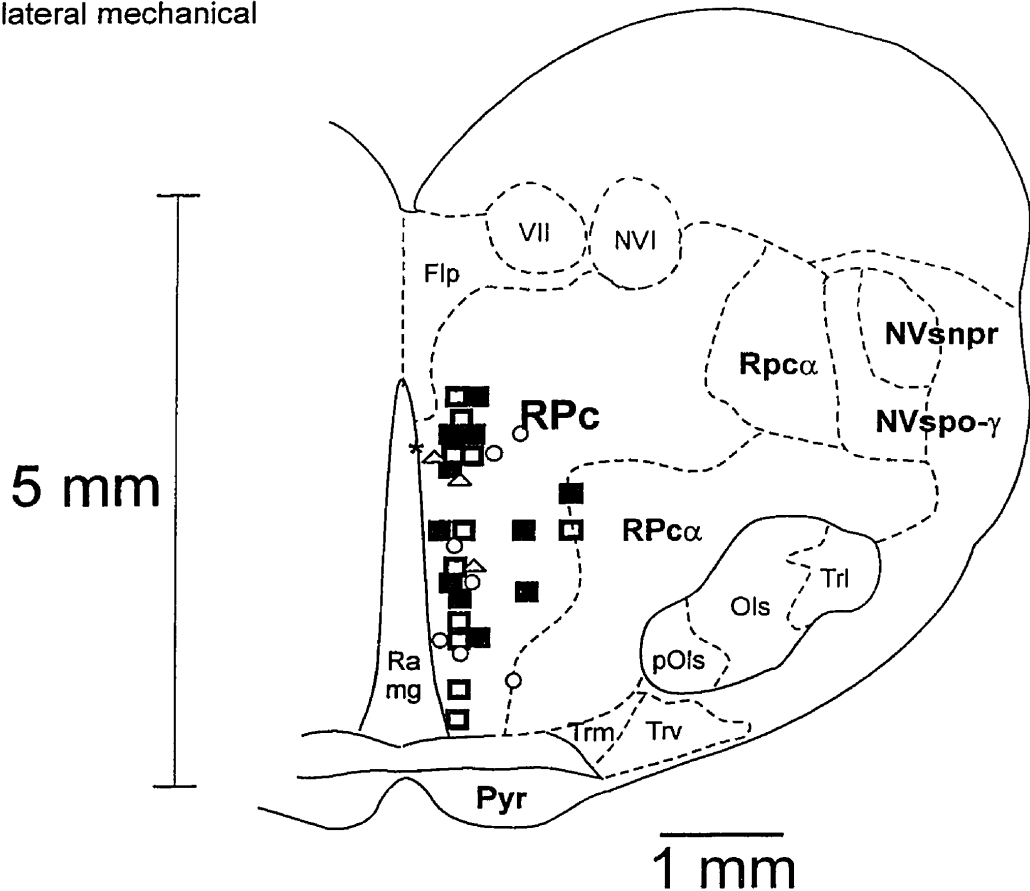 lateral mechanical
VII
NVI
Flp
NVsnpr
Rpcα
RPc
NVspo-γ
*
5 mm
RPcα
Trl
Ols
Ra
mg
pOls
Trm
Trv
Pyr
1 mm